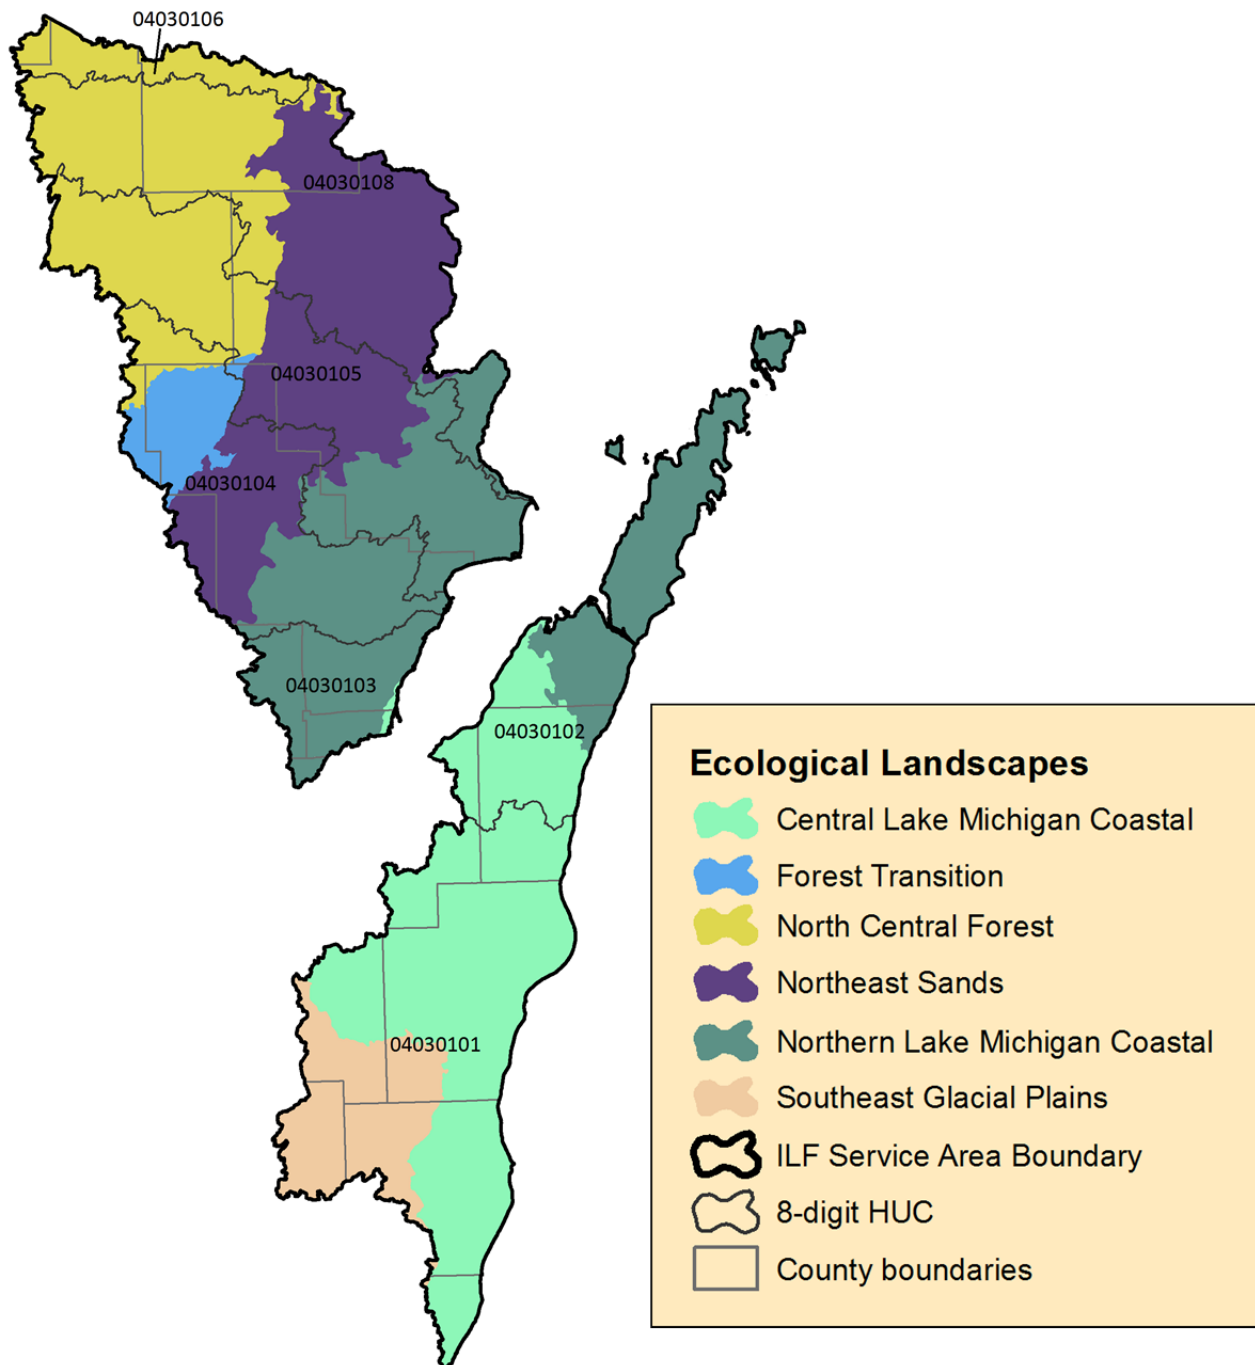 04030106
04030108
04030105
04030104
04030103
04030102
04030101
Ecological Landscapes
Central Lake Michigan Coastal
Forest Transition
North Central Forest
Northeast Sands
Northern Lake Michigan Coastal
Southeast Glacial Plains
ILF Service Area Boundary
8-digit HUC
County boundaries